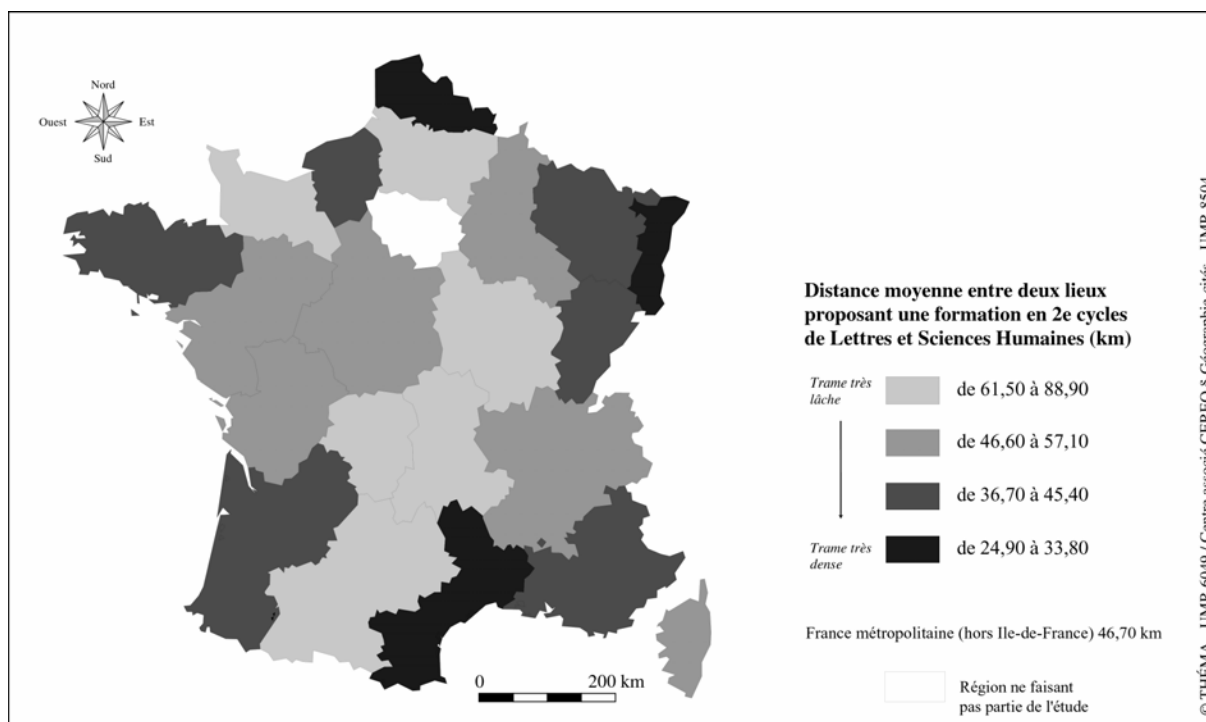 Nord
Ouest
Est
Sud
Distance moyenne entre deux lieux
proposant une formation en 2e cycles
de Lettres et Sciences Humaines (km)
Trame très
lâche
de 61,50 à 88,90
de 46,60 à 57,10
de 36,70 à 45,40
Trame très
dense
de 24,90 à 33,80
France métropolitaine (hors Ile-de-France) 46,70 km
Région ne faisant
pas partie de l'étude
0 200 km
© THÉMA - UMR 6049 / Centre associé CEREQ & Géographie-cités - UMR 8504